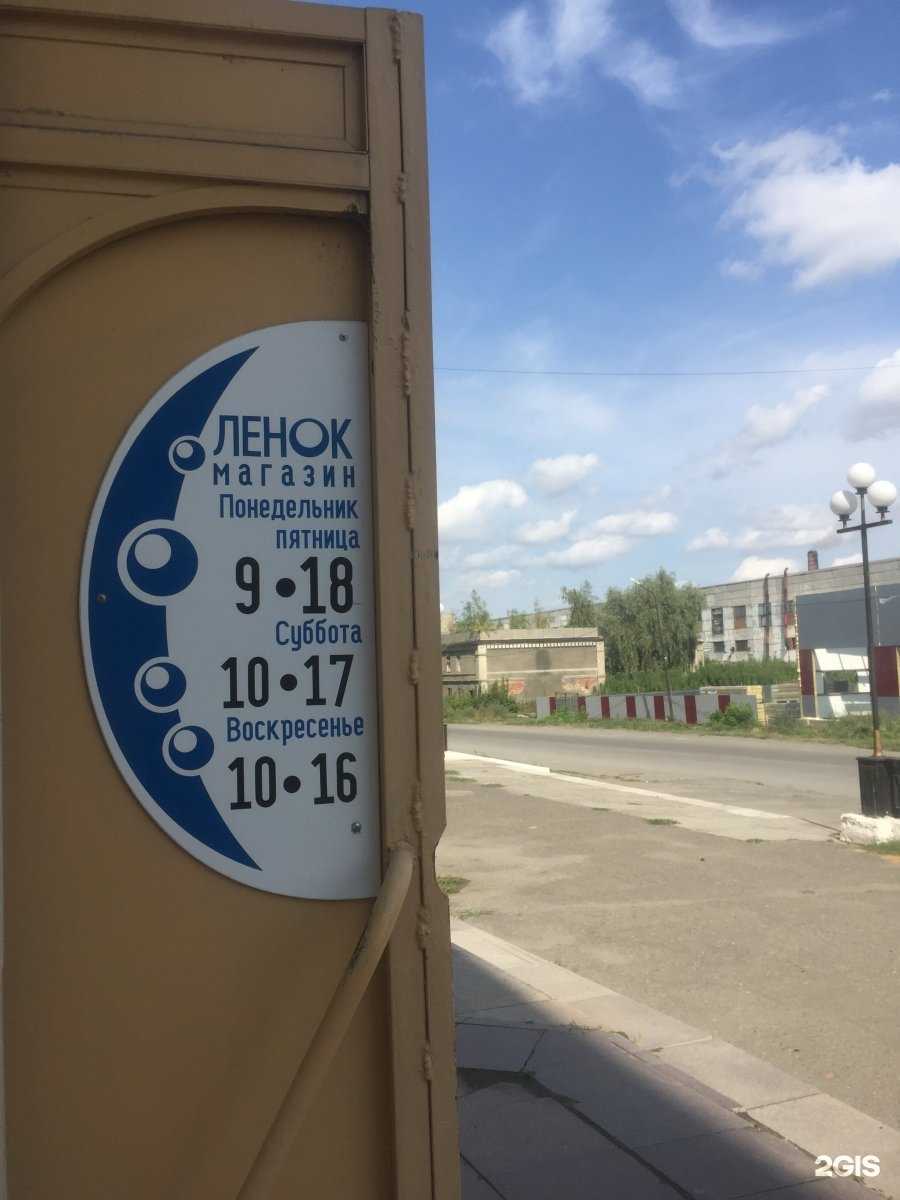 ЛЕНОК
магазин
Понедельник
пятница
9•18
Суббота
10•17
Воскресенье
10•16
2GIS